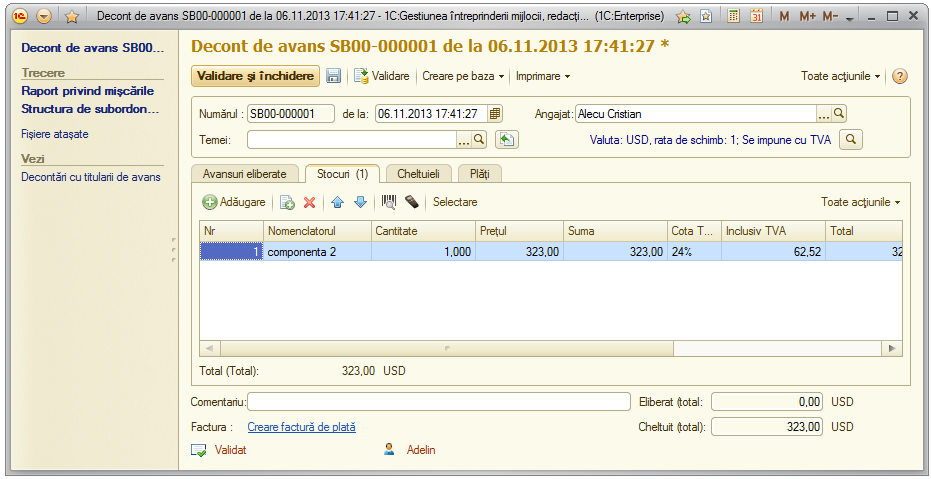 Decont de avans SB00-000001 de la 06.11.2013 17:41:27 - 1C:Gestiunea întreprinderii mijlocii, redacți... (1C:Enterprise)
M M+ M-
Decont de avans SB00...
Trecere
Raport privind mișcările
Structura de subordon...
Fișiere atașate
Vezi
Decontări cu titularii de avans
Decont de avans SB00-000001 de la 06.11.2013 17:41:27 *
Validare și închidere Validare Creare pe baza Imprimare Toate acțiunile
Numărul : SB00-000001 de la: 06.11.2013 17:41:27 Angajat: Alecu Cristian
Temei: Valuta: USD, rata de schimb: 1; Se impune cu TVA
Avansuri eliberate Stocuri (1) Cheltuieli Plăți
Adăugare Selectare Toate acțiunile
Nr Nomenclatorul Cantitate Prețul Suma Cota T... Inclusiv TVA Total
1 componenta 2 1,000 323,00 323,00 24% 62,52 32
Total (Total): 323,00 USD
Comentariu: Eliberat (total: 0,00 USD
Factura : Creare factură de plată Cheltuit (total): 323,00 USD
Validat Adelin